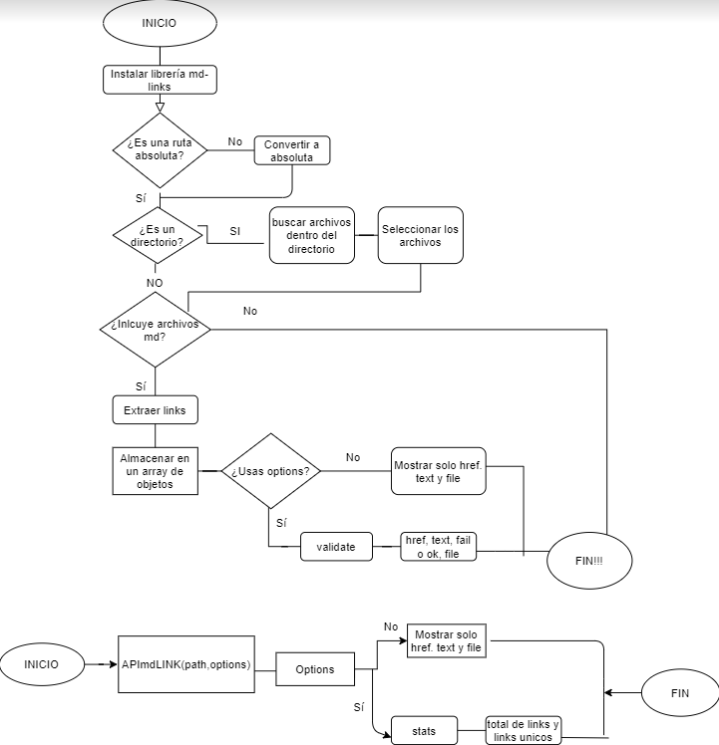 INICIO
Instalar librería md-
links
¿Es una ruta
absoluta?
No
Convertir a
absoluta
Sí
¿Es un
directorio?
SI
buscar archivos
dentro del
directorio
Seleccionar los
archivos
NO
¿Inlcuye archivos
md?
No
Sí
Extraer links
Almacenar en
un array de
objetos
¿Usas options?
No
Mostrar solo href.
text y file
Sí
validate
href, text, fail
o ok, file
FIN!!!
INICIO
APImdLINK(path,options)
Options
No
Mostrar solo
href. text y file
Sí
stats
total de links y
links unicos
FIN